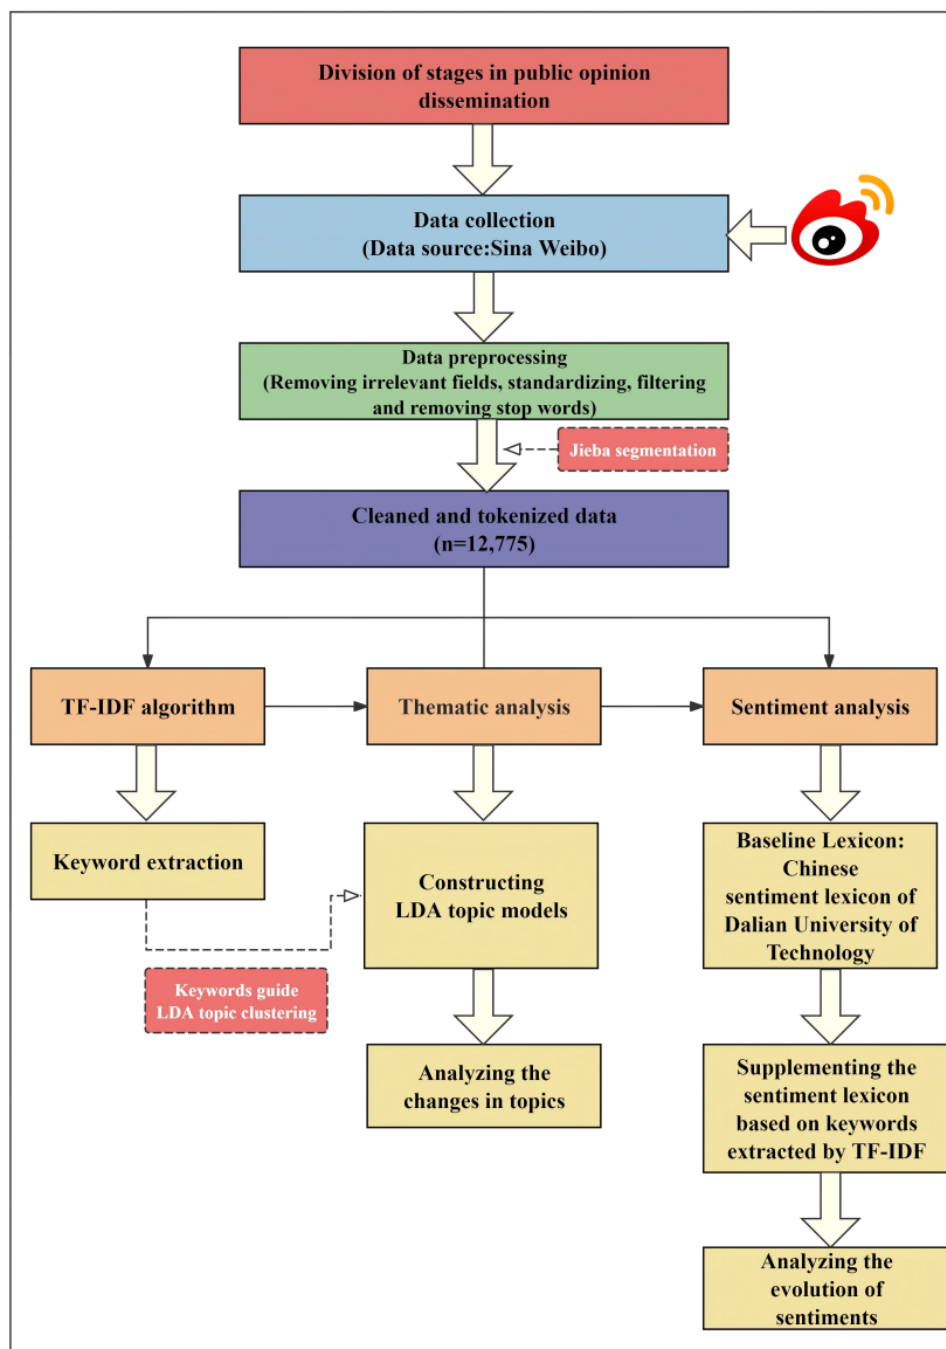 Division of stages in public opinion
dissemination
Data collection
(Data source:Sina Weibo)
Data preprocessing
(Removing irrelevant fields, standardizing, filtering
and removing stop words)
Jieba segmentation
Cleaned and tokenized data
(n=12,775)
TF-IDF algorithm
Thematic analysis
Sentiment analysis
Keyword extraction
Constructing
LDA topic models
Baseline Lexicon:
Chinese
sentiment lexicon of
Dalian University of
Technology
Keywords guide
LDA topic clustering
Analyzing the
changes in topics
Supplementing the
sentiment lexicon
based on keywords
extracted by TF-IDF
Analyzing the
evolution of
sentiments